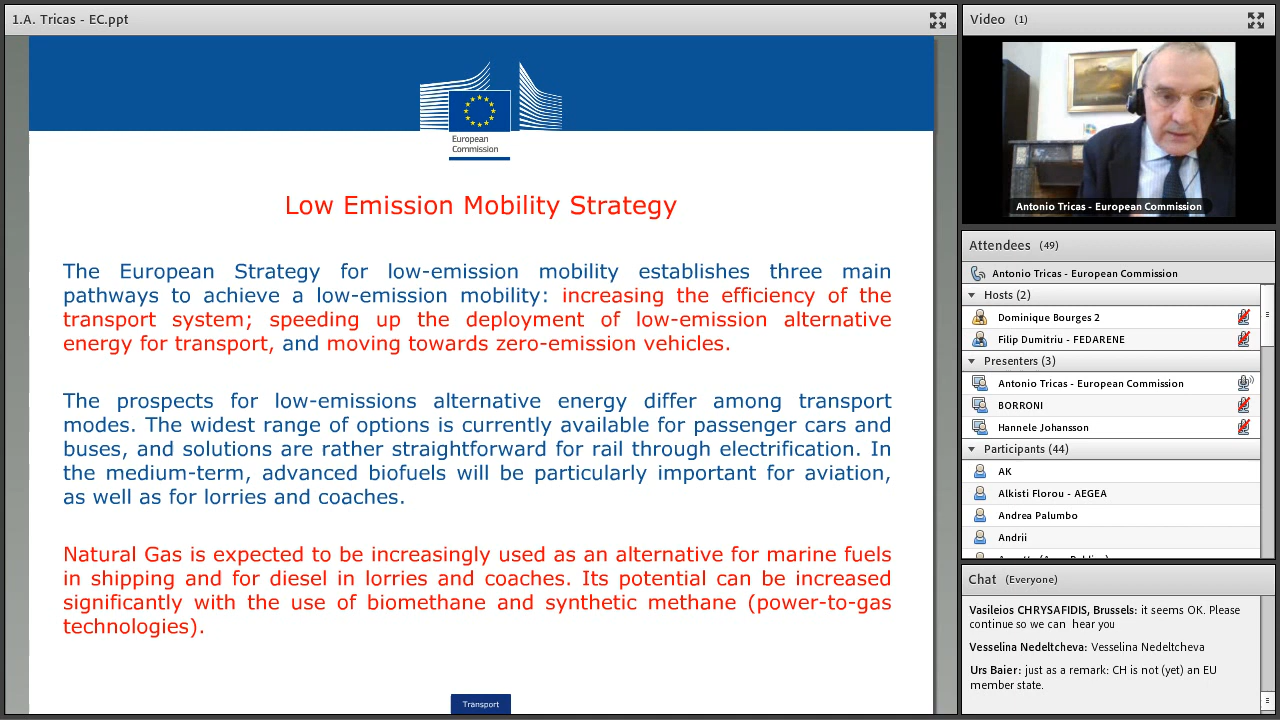 1.A. Tricas - EC.ppt
European
Commission
Low Emission Mobility Strategy
The European Strategy for low-emission mobility establishes three main
pathways to achieve a low-emission mobility: increasing the efficiency of the
transport system; speeding up the deployment of low-emission alternative
energy for transport, and moving towards zero-emission vehicles.
The prospects for low-emissions alternative energy differ among transport
modes. The widest range of options is currently available for passenger cars and
buses, and solutions are rather straightforward for rail through electrification. In
the medium-term, advanced biofuels will be particularly important for aviation,
as well as for lorries and coaches.
Natural Gas is expected to be increasingly used as an alternative for marine fuels
in shipping and for diesel in lorries and coaches. Its potential can be increased
significantly with the use of biomethane and synthetic methane (power-to-gas
technologies).
Transport
Video (1)
Antonio Tricas - European Commission
Attendees (49)
Antonio Tricas - European Commission
Hosts (2)
Dominique Bourges 2
Filip Dumitriu - FEDARENE
Presenters (3)
Antonio Tricas - European Commission
BORRONI
Hannele Johansson
Participants (44)
AK
Alkisti Florou - AEGEA
Andrea Palumbo
Andrii
Chat (Everyone)
Vasileios CHRYSAFIDIS, Brussels: it seems OK. Please
continue so we can hear you
Vesselina Nedeltcheva: Vesselina Nedeltcheva
Urs Baier: just as a remark: CH is not (yet) an EU
member state.